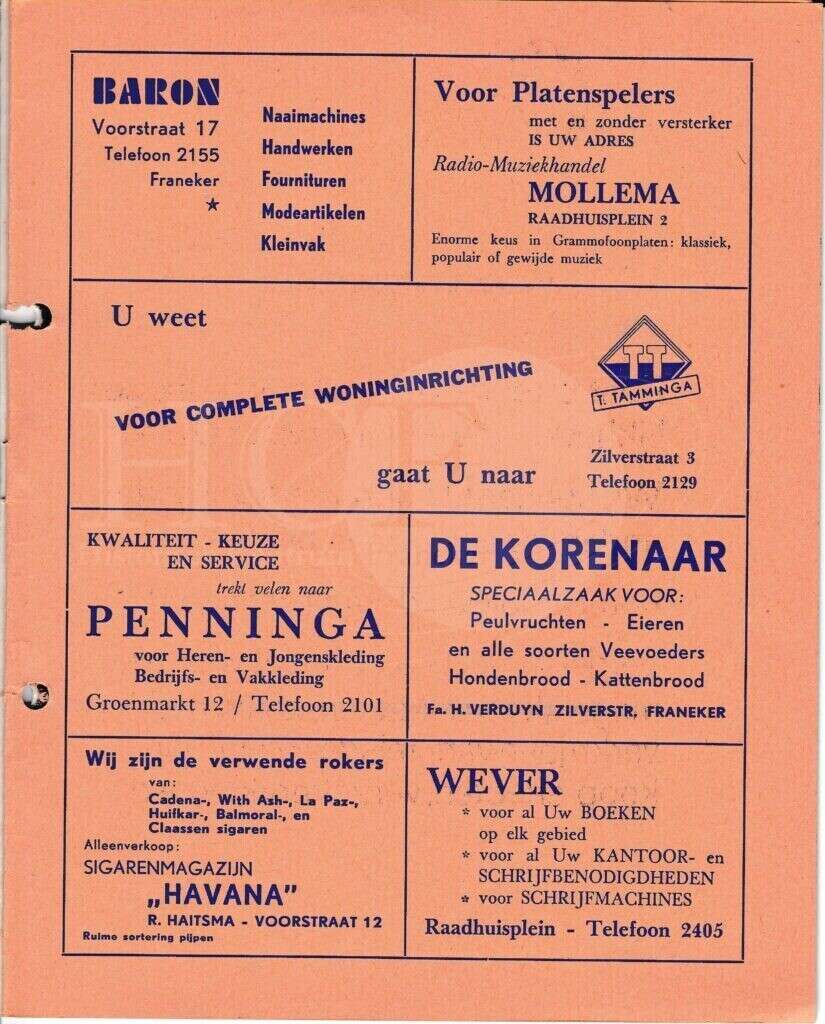 BARON
Voorstraat 17
Telefoon 2155
Franeker
Naaimachines
Handwerken
Fournituren
Modeartikelen
Kleinvak
Voor Platenspelers
met en zonder versterker
IS UW ADRES
Radio-Muziekhandel
MOLLEMA
RAADHUISPLEIN 2
Enorme keus in Grammofoonplaten: klassiek,
populair of gewijde muziek
U weet
VOOR COMPLETE WONINGINRICHTING
gaat U naar
TT
T. TAMMINGA
Zilverstraat 3
Telefoon 2129
KWALITEIT - KEUZE
EN SERVICE
trekt velen naar
PENNINGA
voor Heren- en Jongenskleding
Bedrijfs- en Vakkleding
Groenmarkt 12 / Telefoon 2101
DE KORENAAR
SPECIAALZAAK VOOR:
Peulvruchten - Eieren
en alle soorten Veevoeders
Hondenbrood - Kattenbrood
Fa. H. VERDUYN ZILVERSTR. FRANEKER
Wij zijn de verwende rokers
van:
Cadena-, With Ash-, La Paz-,
Huifkar-, Balmoral-, en
Claassen sigaren
Alleenverkoop:
SIGARENMAGAZIJN
„HAVANA"
R. HAITSMA - VOORSTRAAT 12
Ruime sortering pijpen
WEVER
* voor al Uw BOEKEN
op elk gebied
* voor al Uw KANTOOR- en
SCHRIJFBENODIGDHEDEN
* voor SCHRIJFMACHINES
Raadhuisplein - Telefoon 2405